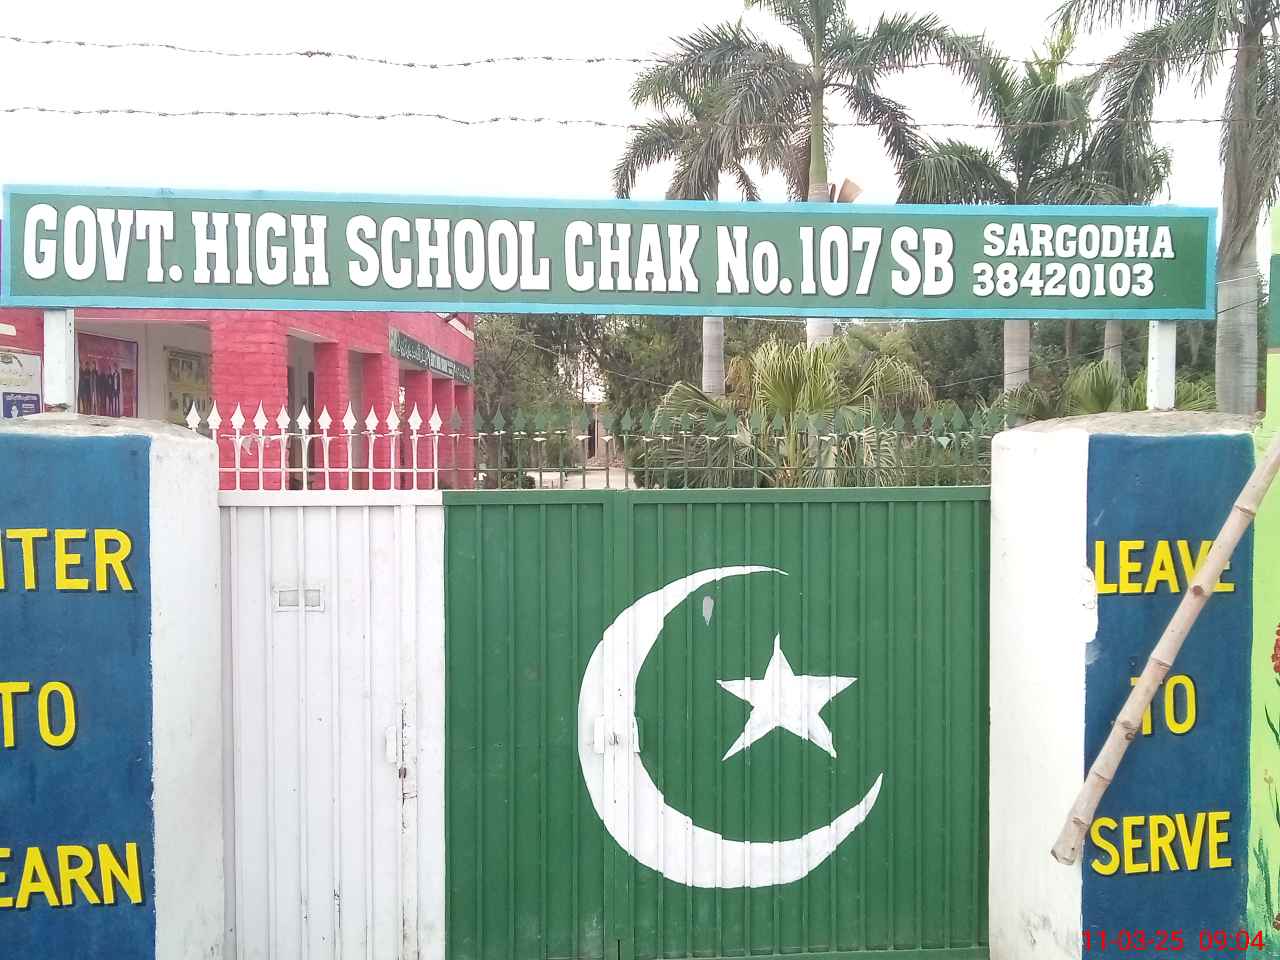 GOVT. HIGH SCHOOL CHAK No. 107 SB
SARGODHA
38420103
NTER
TO
EARN
LEAVE
TO
SERVE
11-03-25 09:04